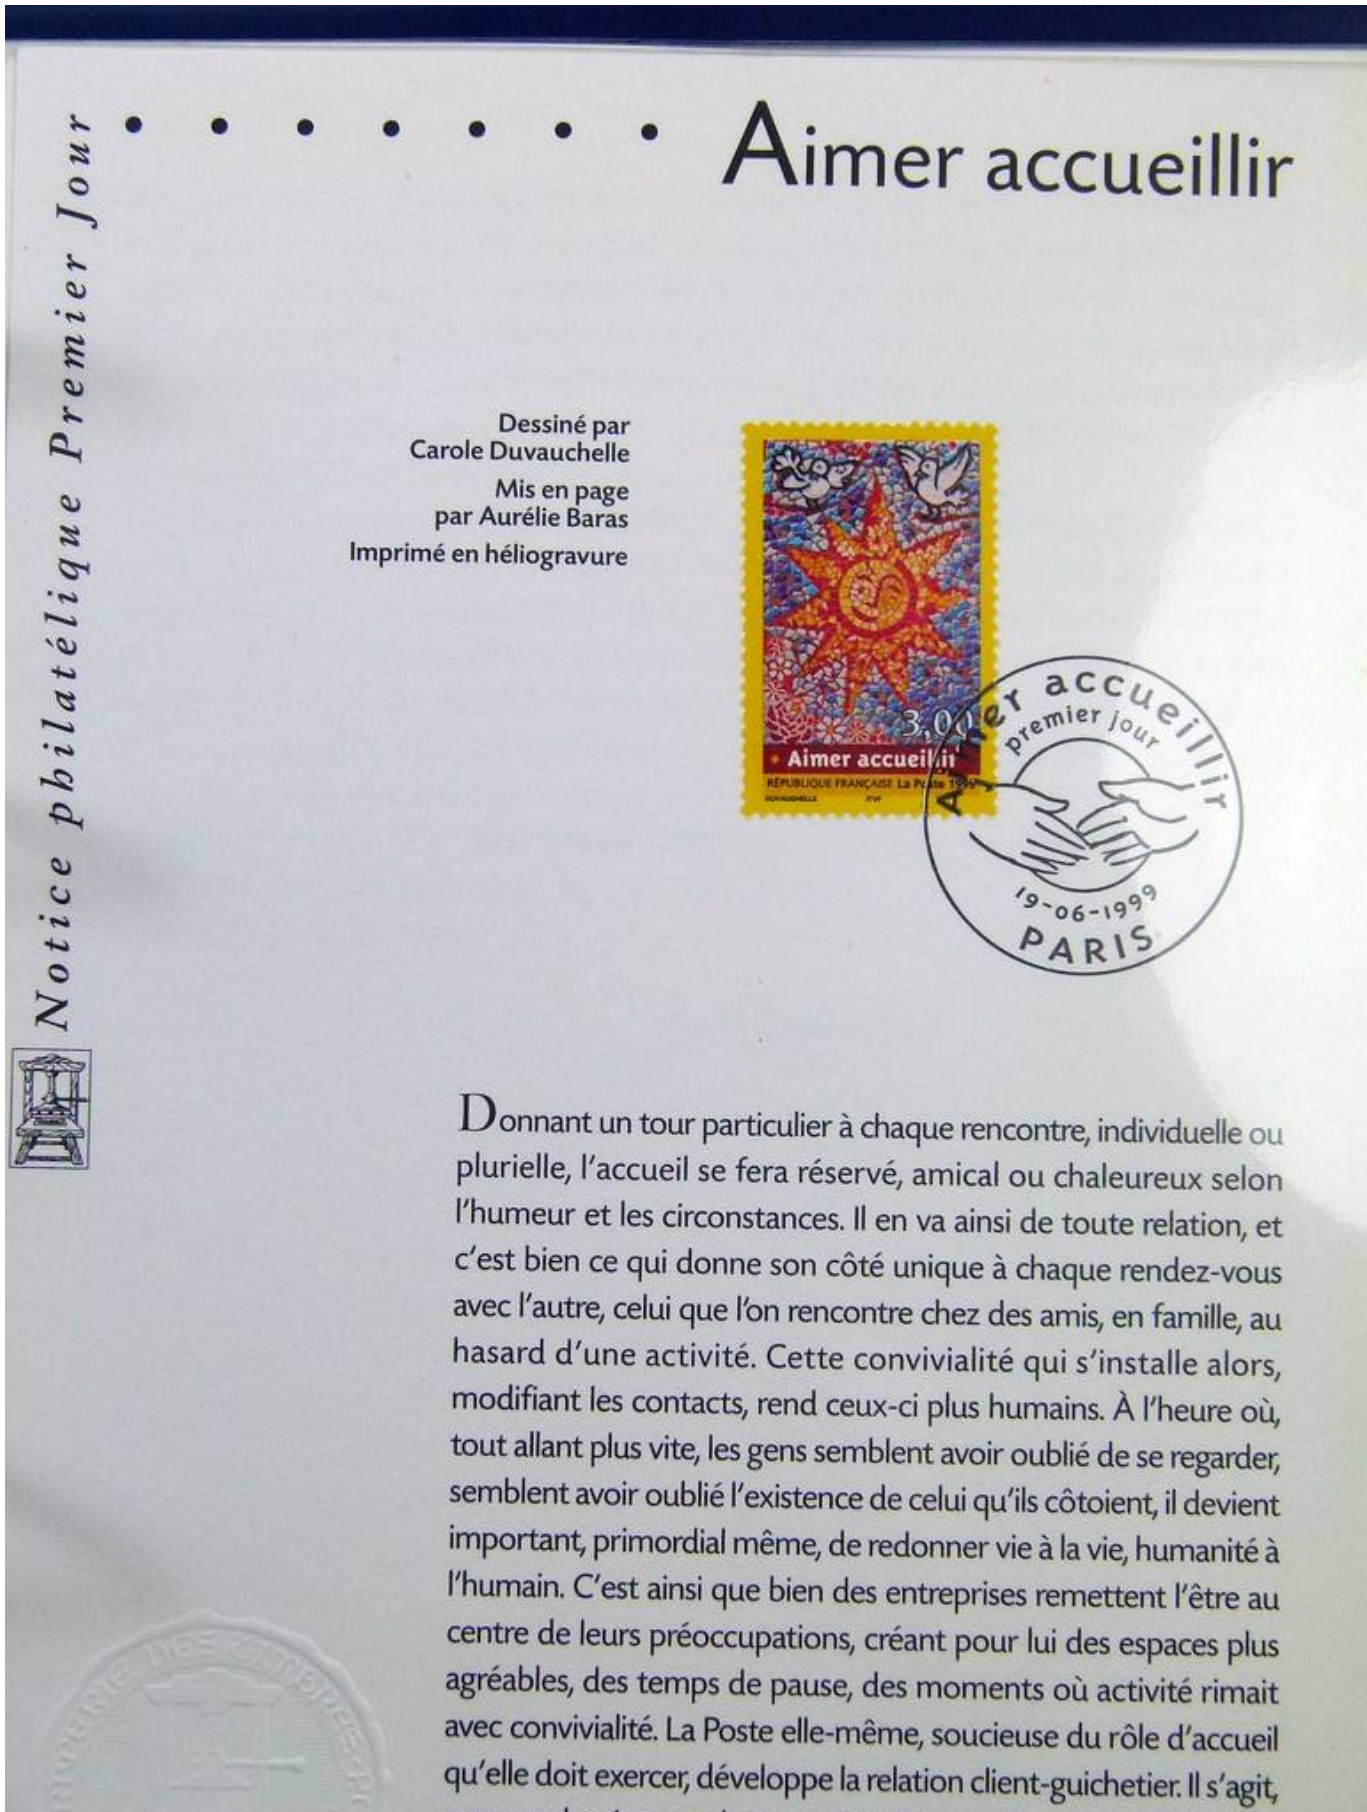 Notice philatélique Premier Jour
Aimer accueillir
Dessiné par
Carole Duvauchelle
Mis en page
par Aurélie Baras
Imprimé en héliogravure
3,00
Aimer accueillir
RÉPUBLIQUE FRANÇAISE La Poste 1999
DUVAUCHELLE ITVF
Aimer accueillir
premier jour
19-06-1999
PARIS
Donnant un tour particulier à chaque rencontre, individuelle ou
plurielle, l'accueil se fera réservé, amical ou chaleureux selon
l'humeur et les circonstances. Il en va ainsi de toute relation, et
c'est bien ce qui donne son côté unique à chaque rendez-vous
avec l'autre, celui que l'on rencontre chez des amis, en famille, au
hasard d'une activité. Cette convivialité qui s'installe alors,
modifiant les contacts, rend ceux-ci plus humains. À l'heure où,
tout allant plus vite, les gens semblent avoir oublié de se regarder,
semblent avoir oublié l'existence de celui qu'ils côtoient, il devient
important, primordial même, de redonner vie à la vie, humanité à
l'humain. C'est ainsi que bien des entreprises remettent l'être au
centre de leurs préoccupations, créant pour lui des espaces plus
agréables, des temps de pause, des moments où activité rimait
avec convivialité. La Poste elle-même, soucieuse du rôle d'accueil
qu'elle doit exercer, développe la relation client-guichetier. Il s'agit,
DES TIMBRES